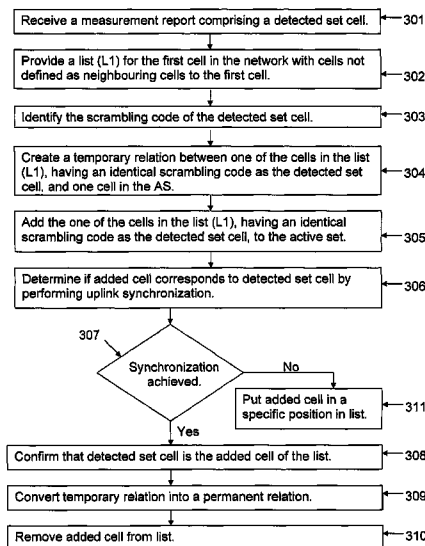 Receive a measurement report comprising a detected set cell.
301
Provide a list (L1) for the first cell in the network with cells not
defined as neighbouring cells to the first cell.
302
Identify the scrambling code of the detected set cell.
303
Create a temporary relation between one of the cells in the list
(L1), having an identical scrambling code as the detected set
cell, and one cell in the AS.
304
Add the one of the cells in the list (L1), having an identical
scrambling code as the detected set cell, to the active set.
305
Determine if added cell corresponds to detected set cell by
performing uplink synchronization.
306
307
Synchronization
achieved.
No
Put added cell in a
specific position in list.
311
Yes
Confirm that detected set cell is the added cell of the list.
308
Convert temporary relation into a permanent relation.
309
Remove added cell from list.
310